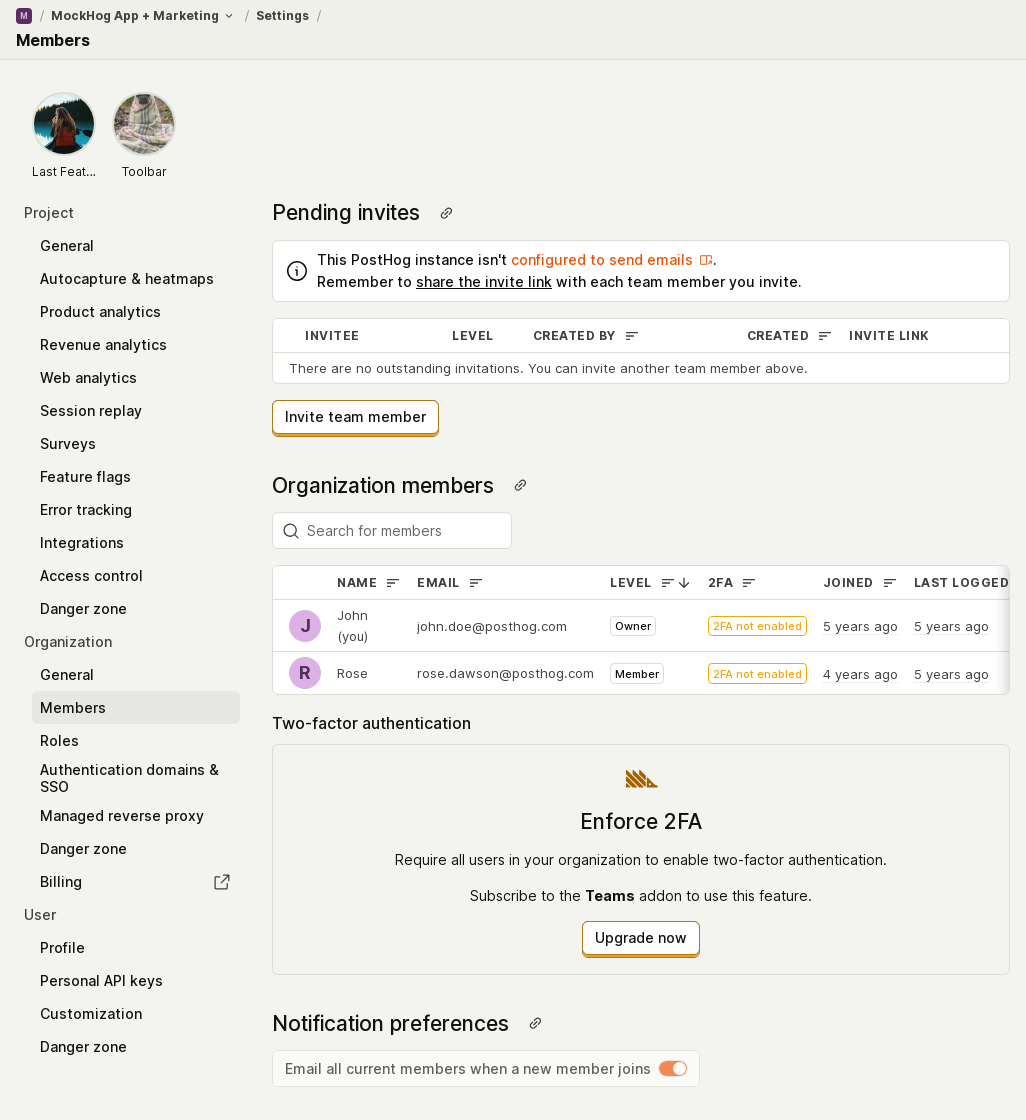 M / MockHog App + Marketing / Settings /
Members
Last Feat... Toolbar
Project
General
Autocapture & heatmaps
Product analytics
Revenue analytics
Web analytics
Session replay
Surveys
Feature flags
Error tracking
Integrations
Access control
Danger zone
Organization
General
Members
Roles
Authentication domains &
SSO
Managed reverse proxy
Danger zone
Billing
User
Profile
Personal API keys
Customization
Danger zone
Pending invites
This PostHog instance isn't configured to send emails .
Remember to share the invite link with each team member you invite.
INVITEE LEVEL CREATED BY CREATED INVITE LINK
There are no outstanding invitations. You can invite another team member above.
Invite team member
Organization members
Search for members
NAME EMAIL LEVEL 2FA JOINED LAST LOGGED
J John (you) john.doe@posthog.com Owner 2FA not enabled 5 years ago 5 years ago
R Rose rose.dawson@posthog.com Member 2FA not enabled 4 years ago 5 years ago
Two-factor authentication
Enforce 2FA
Require all users in your organization to enable two-factor authentication.
Subscribe to the Teams addon to use this feature.
Upgrade now
Notification preferences
Email all current members when a new member joins